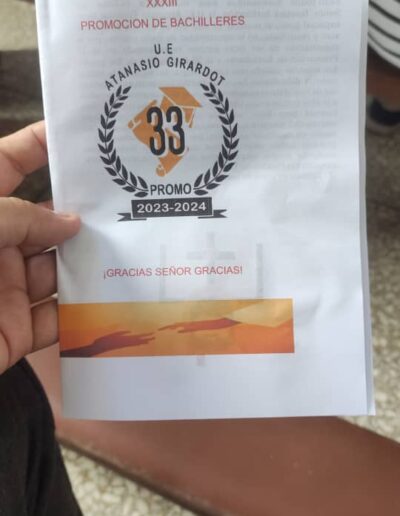 XXXIII
PROMOCION DE BACHILLERES
U.E
ATANASIO GIRARDOT
33
PROMO
2023-2024
¡GRACIAS SEÑOR GRACIAS!